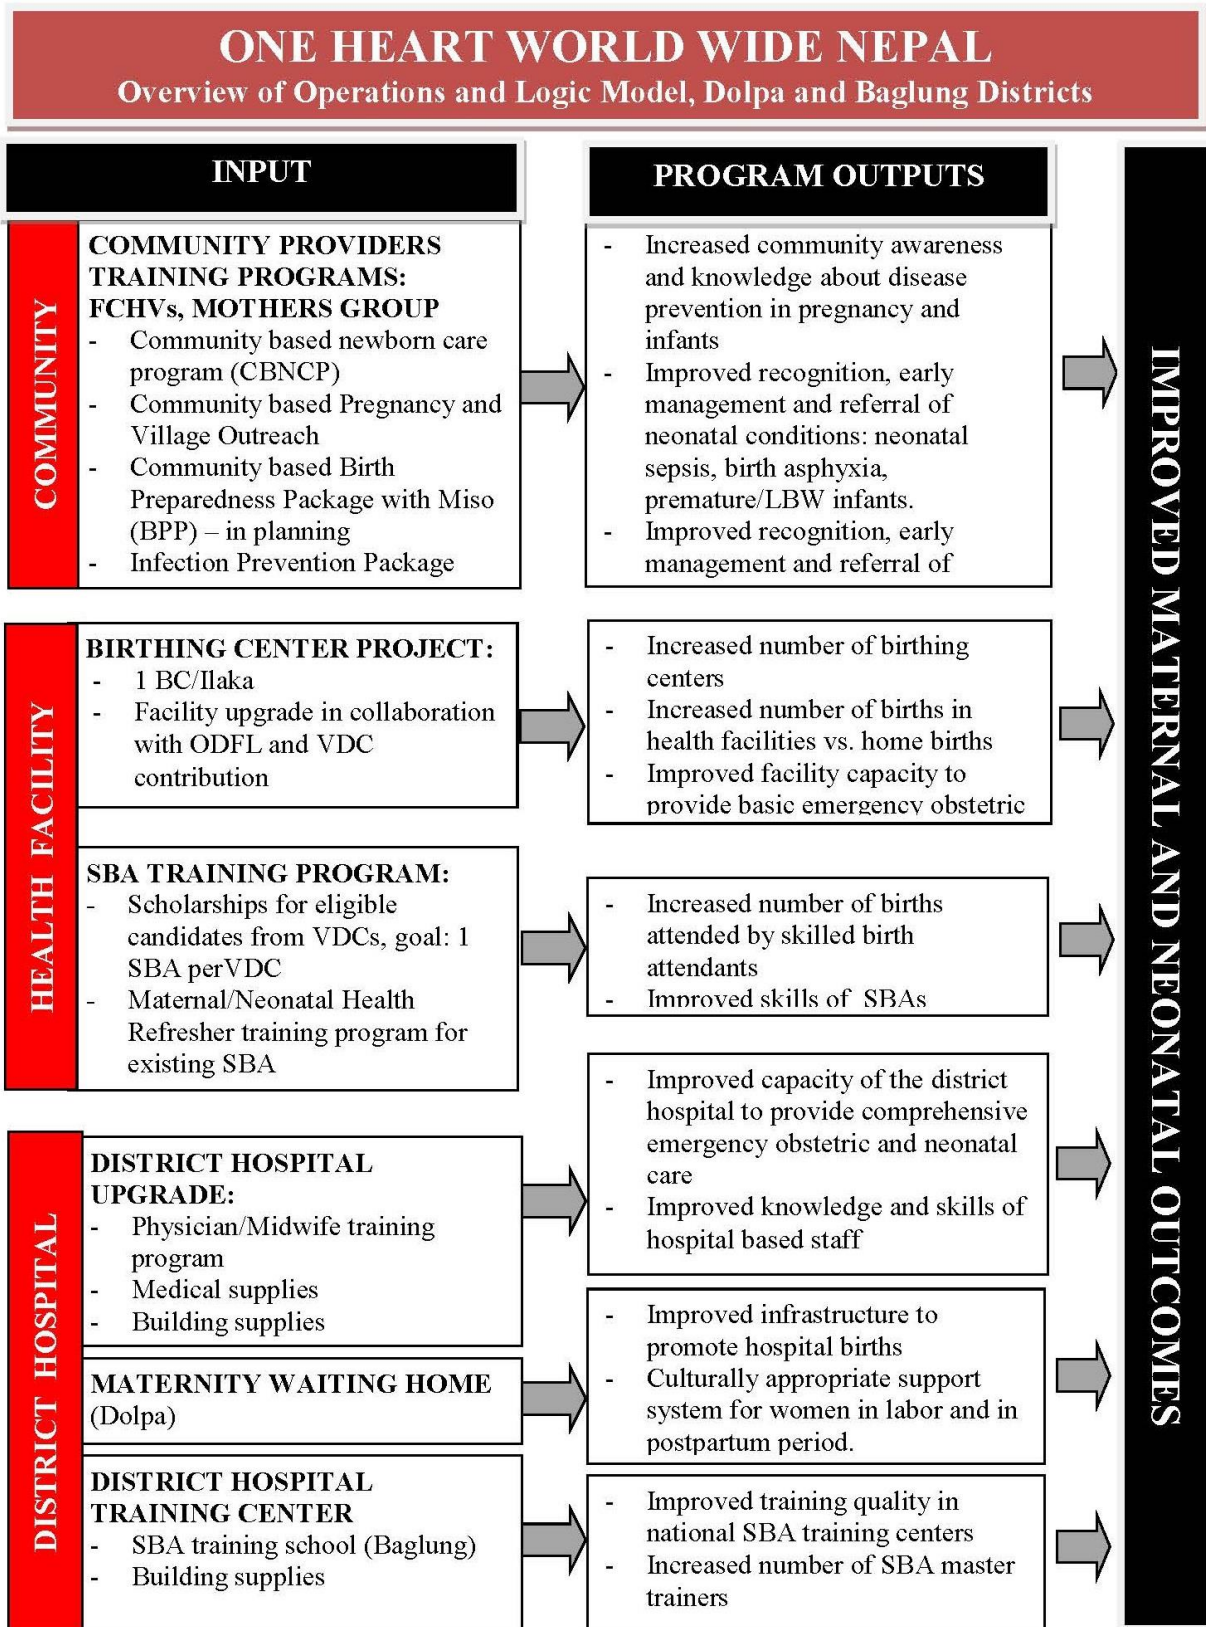 ONE HEART WORLD WIDE NEPAL
Overview of Operations and Logic Model, Dolpa and Baglung Districts
INPUT
PROGRAM OUTPUTS
COMMUNITY
COMMUNITY PROVIDERS
TRAINING PROGRAMS:
FCHVs, MOTHERS GROUP
- Community based newborn care
program (CBNCP)
- Community based Pregnancy and
Village Outreach
- Community based Birth
Preparedness Package with Miso
(BPP) – in planning
- Infection Prevention Package
- Increased community awareness
and knowledge about disease
prevention in pregnancy and
infants
- Improved recognition, early
management and referral of
neonatal conditions: neonatal
sepsis, birth asphyxia,
premature/LBW infants.
- Improved recognition, early
management and referral of
HEALTH FACILITY
BIRTHING CENTER PROJECT:
- 1 BC/Ilaka
- Facility upgrade in collaboration
with ODFL and VDC
contribution
- Increased number of birthing
centers
- Increased number of births in
health facilities vs. home births
- Improved facility capacity to
provide basic emergency obstetric
SBA TRAINING PROGRAM:
- Scholarships for eligible
candidates from VDCs, goal: 1
SBA perVDC
- Maternal/Neonatal Health
Refresher training program for
existing SBA
- Increased number of births
attended by skilled birth
attendants
- Improved skills of SBAs
DISTRICT HOSPITAL
DISTRICT HOSPITAL
UPGRADE:
- Physician/Midwife training
program
- Medical supplies
- Building supplies
- Improved capacity of the district
hospital to provide comprehensive
emergency obstetric and neonatal
care
- Improved knowledge and skills of
hospital based staff
MATERNITY WAITING HOME
(Dolpa)
- Improved infrastructure to
promote hospital births
- Culturally appropriate support
system for women in labor and in
postpartum period.
DISTRICT HOSPITAL
TRAINING CENTER
- SBA training school (Baglung)
- Building supplies
- Improved training quality in
national SBA training centers
- Increased number of SBA master
trainers
IMPROVED MATERNAL AND NEONATAL OUTCOMES